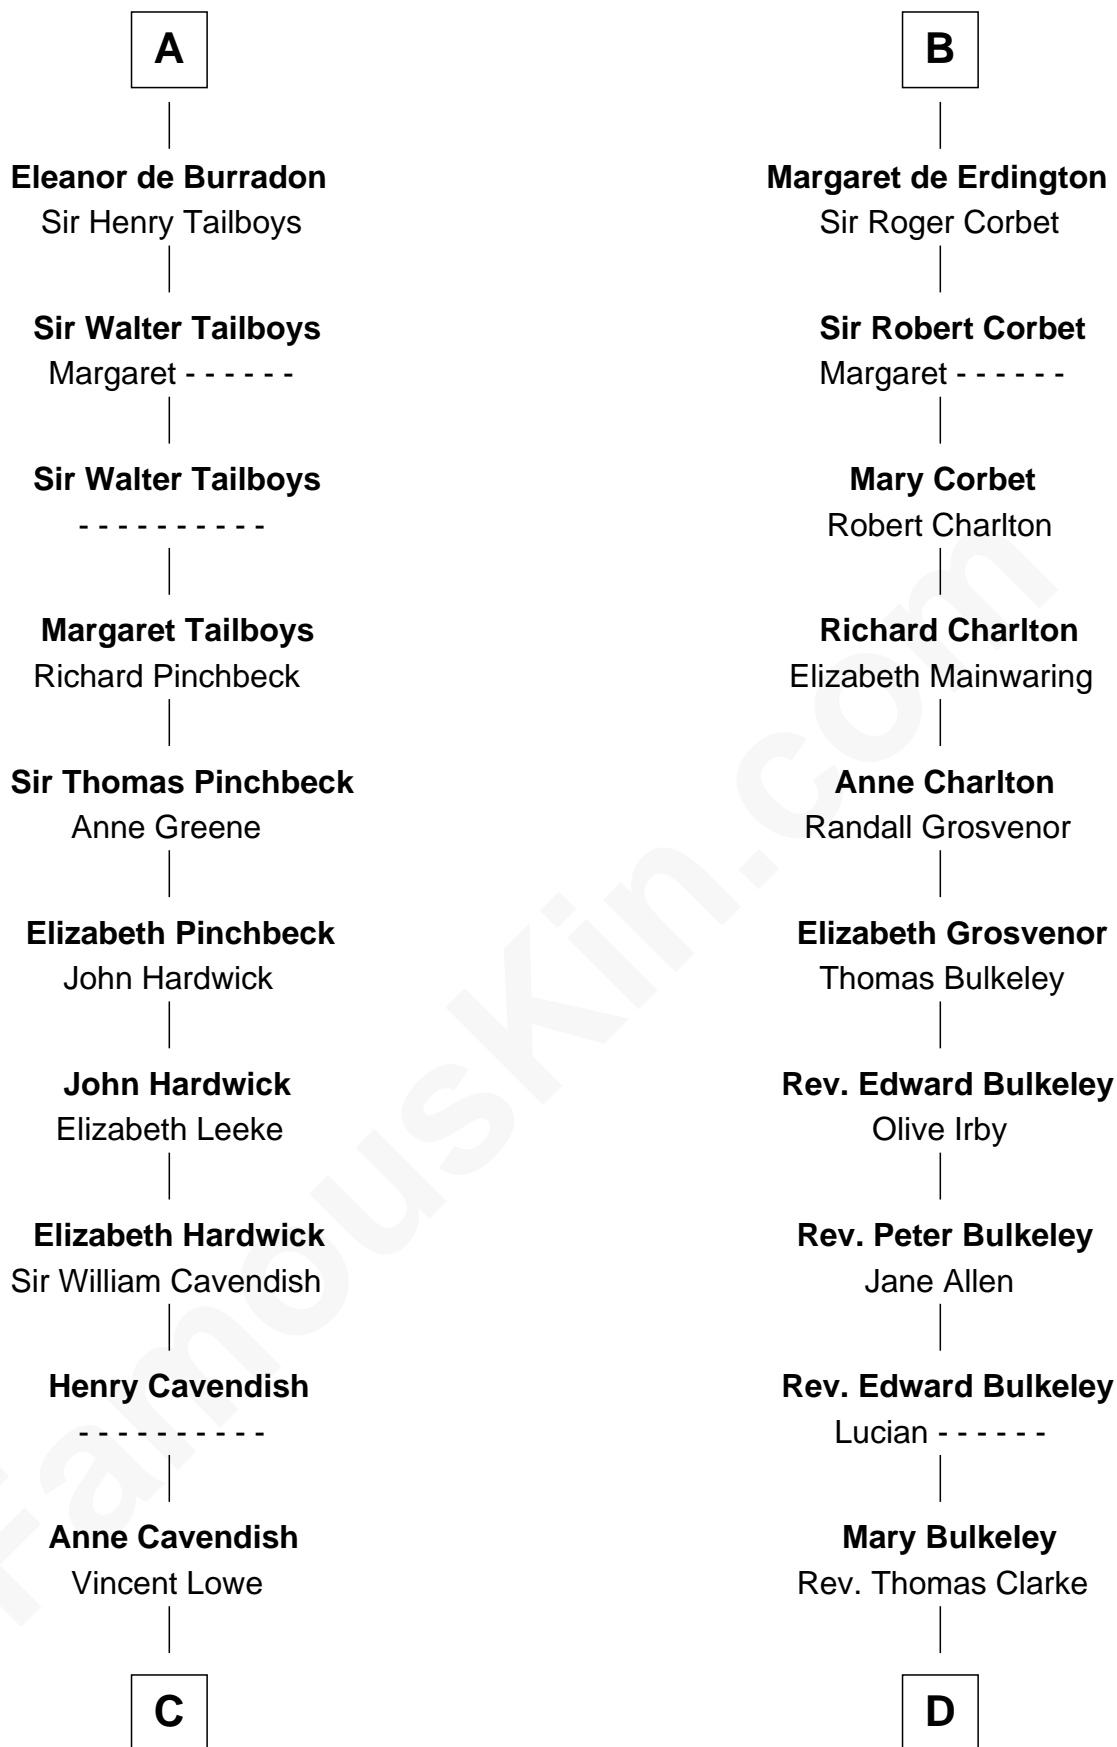 A
Eleanor de Burradon
Sir Henry Tailboys
Sir Walter Tailboys
Margaret - - - - - -
Sir Walter Tailboys
- - - - - - - - - -
Margaret Tailboys
Richard Pinchbeck
Sir Thomas Pinchbeck
Anne Greene
Elizabeth Pinchbeck
John Hardwick
John Hardwick
Elizabeth Leeke
Elizabeth Hardwick
Sir William Cavendish
Henry Cavendish
- - - - - - - - - -
Anne Cavendish
Vincent Lowe
C
B
Margaret de Erdington
Sir Roger Corbet
Sir Robert Corbet
Margaret - - - - - -
Mary Corbet
Robert Charlton
Richard Charlton
Elizabeth Mainwaring
Anne Charlton
Randall Grosvenor
Elizabeth Grosvenor
Thomas Bulkeley
Rev. Edward Bulkeley
Olive Irby
Rev. Peter Bulkeley
Jane Allen
Rev. Edward Bulkeley
Lucian - - - - - -
Mary Bulkeley
Rev. Thomas Clarke
D
FamousKin.com